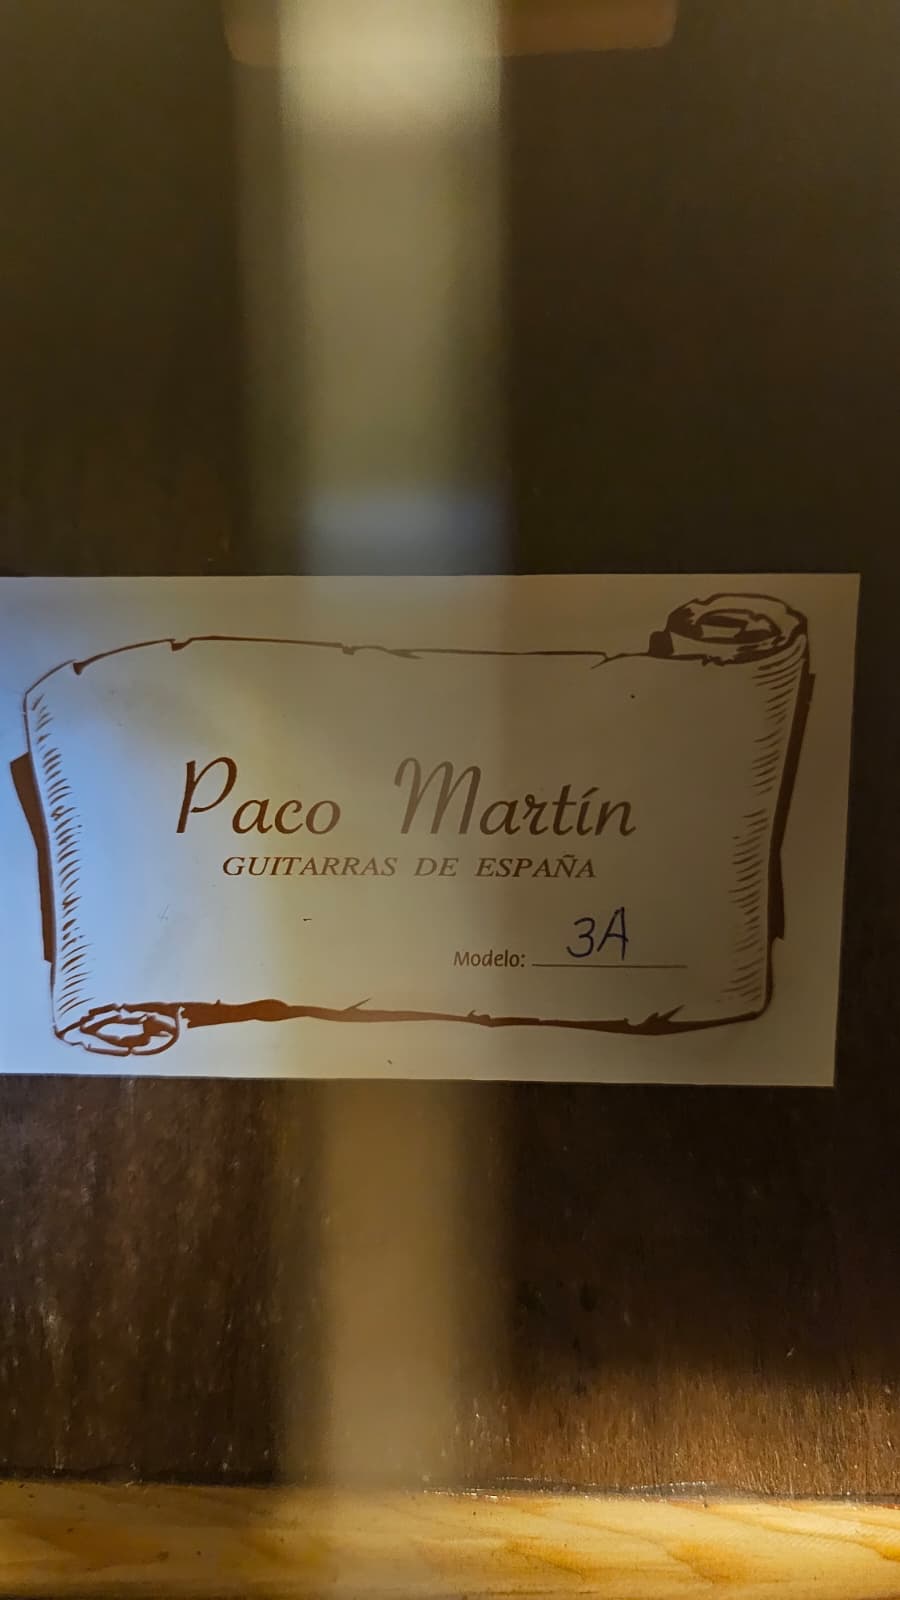 Paco Martín
GUITARRAS DE ESPAÑA
Modelo: 3A